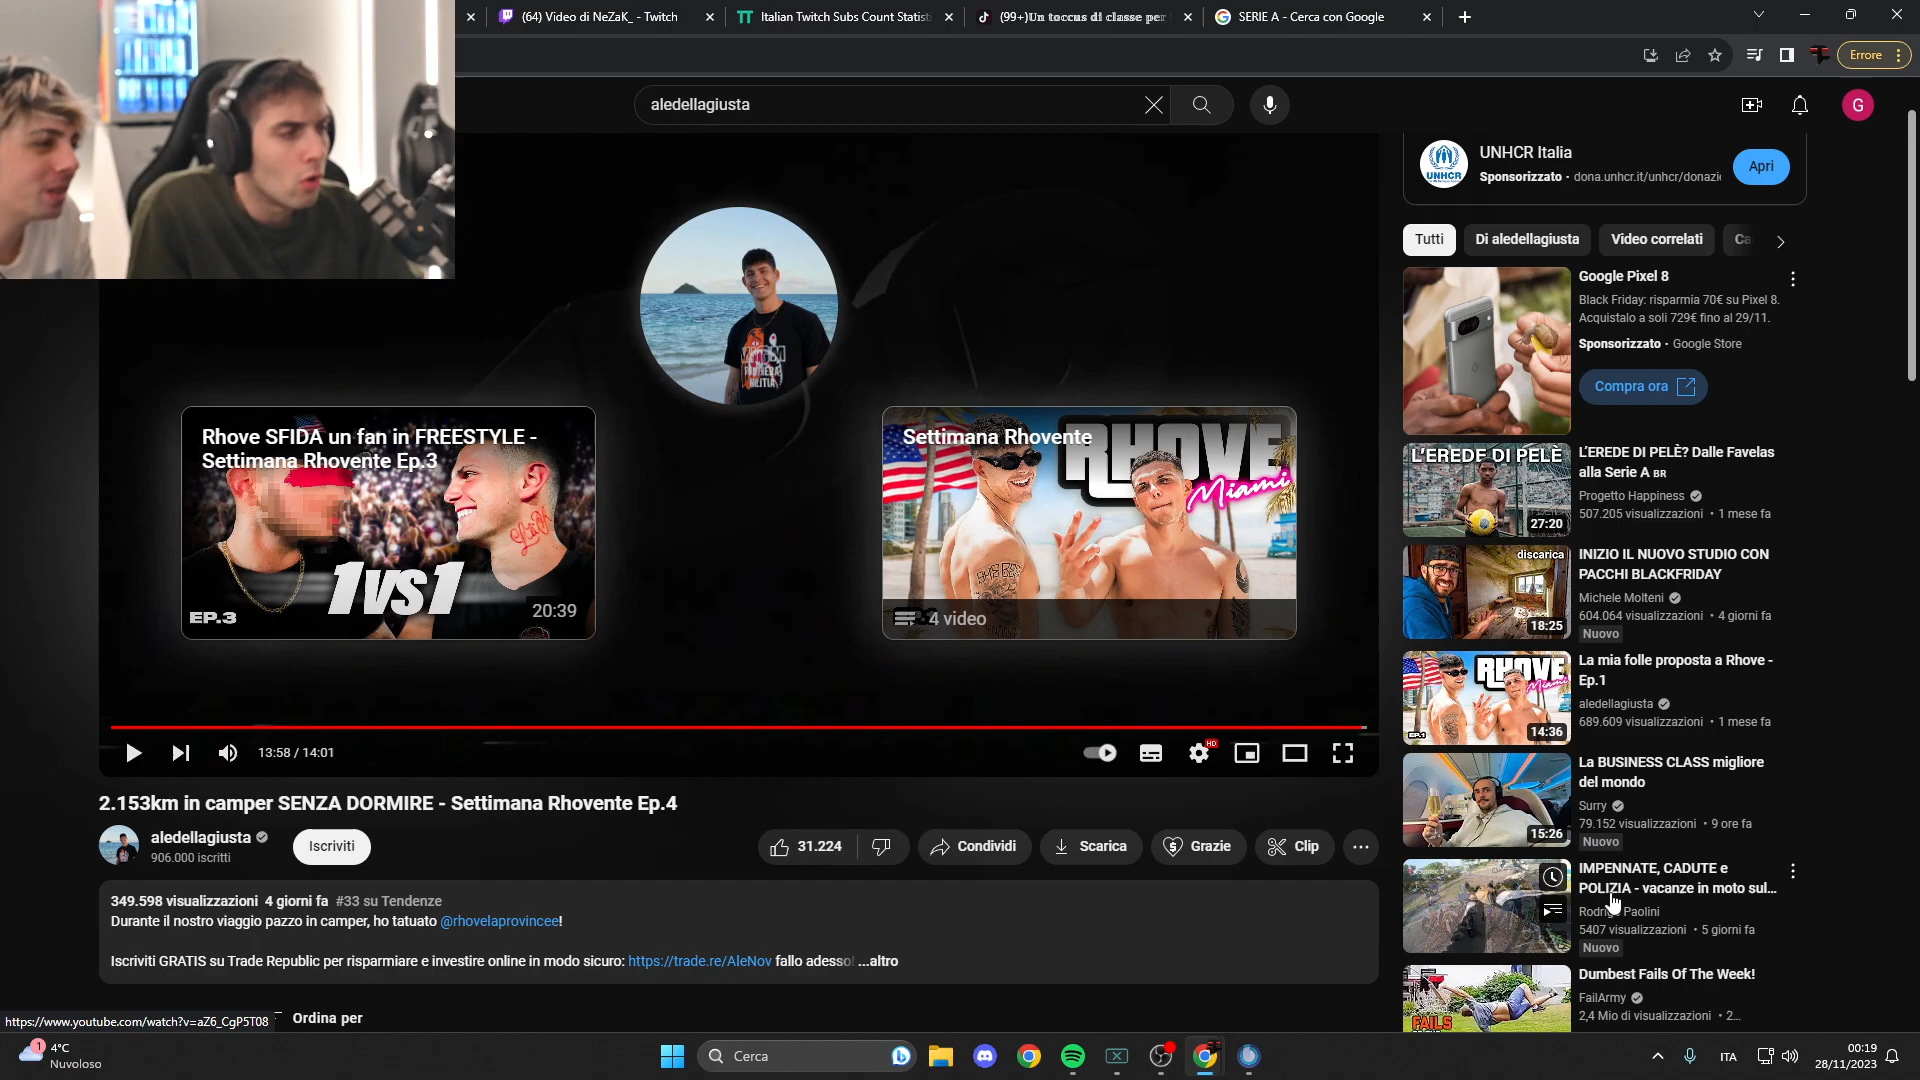 (64) Video di NeZaK_ - Twitch
Italian Twitch Subs Count Statisti
(99+)Un toccus di classe per
SERIE A - Cerca con Google
Errore
aledellagiusta
G
UNHCR
UNHCR Italia
Sponsorizzato · dona.unhcr.it/unhcr/donazi
Apri
Tutti
Di aledellagiusta
Video correlati
Ca
Google Pixel 8
Black Friday: risparmia 70€ su Pixel 8.
Acquistalo a soli 729€ fino al 29/11.
Sponsorizzato · Google Store
Compra ora
Rhove SFIDA un fan in FREESTYLE -
Settimana Rhovente Ep.3
1VS1
EP.3
20:39
Settimana Rhovente
RHOVE
Miami
4 video
L'EREDE DI PELÈ
27:20
L'EREDE DI PELÈ? Dalle Favelas
alla Serie A BR
Progetto Happiness
507.205 visualizzazioni · 1 mese fa
discarica
18:25
INIZIO IL NUOVO STUDIO CON
PACCHI BLACKFRIDAY
Michele Molteni
604.064 visualizzazioni · 4 giorni fa
Nuovo
RHOVE
Miami
EP.1
14:36
La mia folle proposta a Rhove -
Ep.1
aledellagiusta
689.609 visualizzazioni · 1 mese fa
15:26
La BUSINESS CLASS migliore
del mondo
Surry
79.152 visualizzazioni · 9 ore fa
Nuovo
IMPENNATE, CADUTE e
POLIZIA - vacanze in moto sul...
Rodrigo Paolini
5407 visualizzazioni · 5 giorni fa
Nuovo
FAILS
Dumbest Fails Of The Week!
FailArmy
2,4 Mio di visualizzazioni · 2...
13:58 / 14:01
HD
2.153km in camper SENZA DORMIRE - Settimana Rhovente Ep.4
aledellagiusta
906.000 iscritti
Iscriviti
31.224
Condividi
Scarica
Grazie
Clip
349.598 visualizzazioni 4 giorni fa #33 su Tendenze
Durante il nostro viaggio pazzo in camper, ho tatuato @rhovelaprovincee!
Iscriviti GRATIS su Trade Republic per risparmiare e investire online in modo sicuro: https://trade.re/AleNov fallo adesso! ...altro
https://www.youtube.com/watch?v=aZ6_CgP5T08
Ordina per
1
4°C
Nuvoloso
Cerca
ITA
00:19
28/11/2023